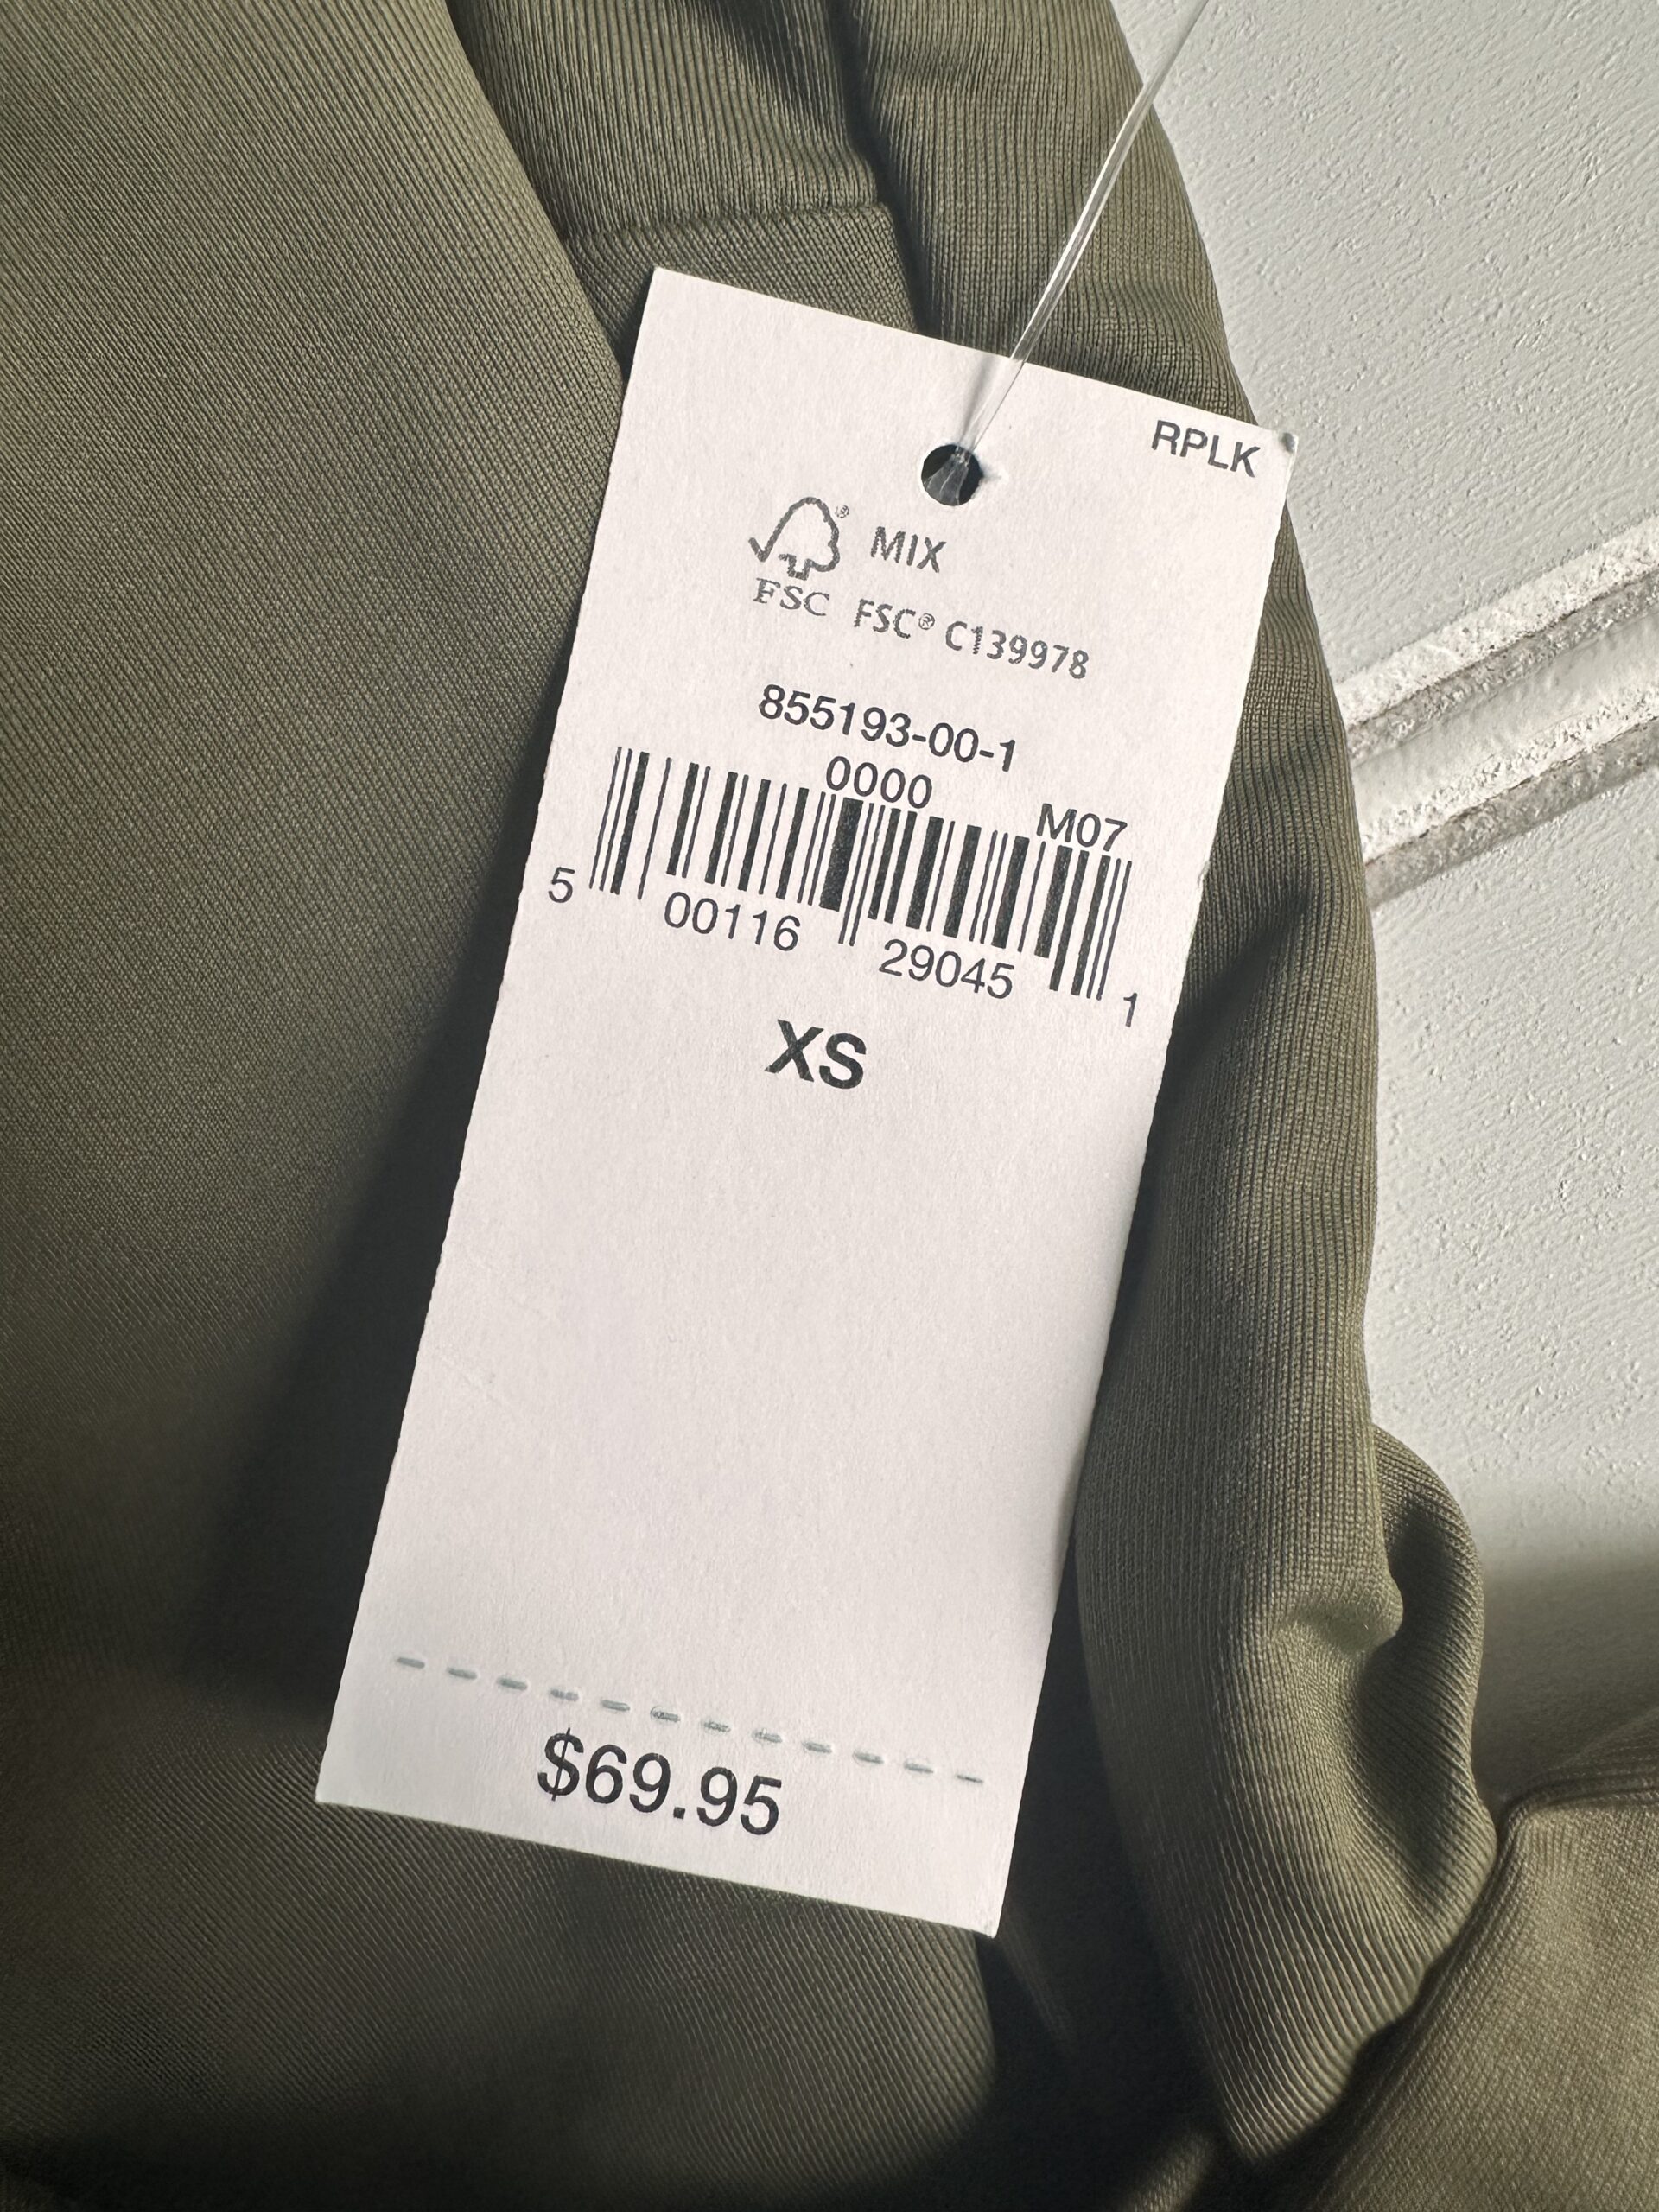 RPLK
MIX
FSC FSC® C139978
855193-00-1
0000
M07
5 00116 29045 1
XS
$69.95